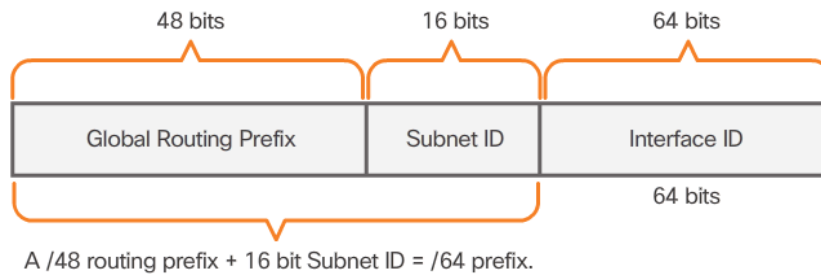 48 bits 16 bits 64 bits
Global Routing Prefix Subnet ID Interface ID
64 bits
A /48 routing prefix + 16 bit Subnet ID = /64 prefix.